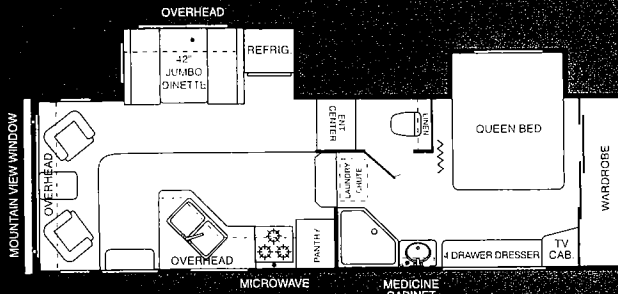 OVERHEAD
42"
JUMBO
DINETTE
REFRIG.
MOUNTAIN VIEW WINDOW
OVERHEAD
ENT
CENTER
LINEN
QUEEN BED
WARDROBE
LAUNDRY
CHUTE
PANTRY
OVERHEAD
4 DRAWER DRESSER
TV
CAB.
MICROWAVE
MEDICINE
CABINET